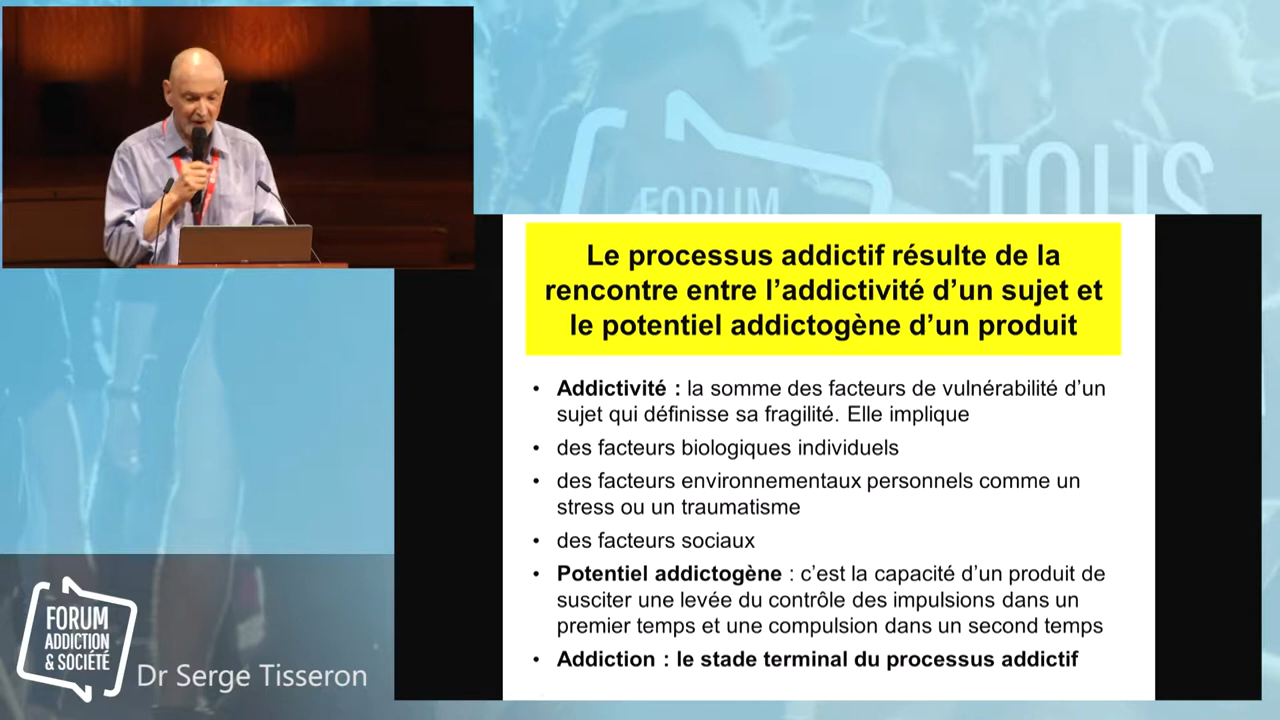 FORUM
TOUS
Le processus addictif résulte de la
rencontre entre l’addictivité d’un sujet et
le potentiel addictogène d’un produit
• Addictivité : la somme des facteurs de vulnérabilité d’un
sujet qui définisse sa fragilité. Elle implique
• des facteurs biologiques individuels
• des facteurs environnementaux personnels comme un
stress ou un traumatisme
• des facteurs sociaux
• Potentiel addictogène : c’est la capacité d’un produit de
susciter une levée du contrôle des impulsions dans un
premier temps et une compulsion dans un second temps
• Addiction : le stade terminal du processus addictif
FORUM
ADDICTION
& SOCIÉTÉ
Dr Serge Tisseron